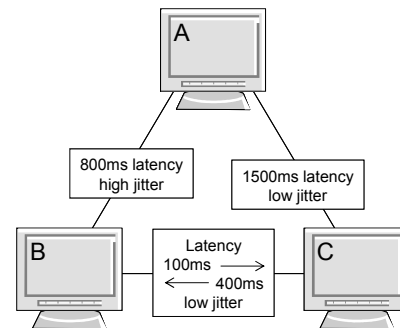 A
800ms latency
high jitter
1500ms latency
low jitter
B
Latency
100ms
400ms
low jitter
C